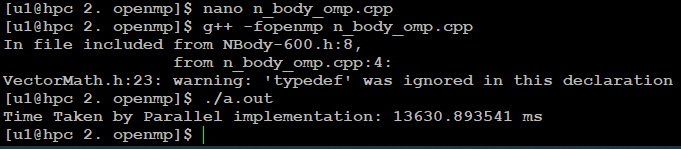 [u1@hpc 2. openmp]$ nano n_body_omp.cpp
[u1@hpc 2. openmp]$ g++ -fopenmp n_body_omp.cpp
In file included from NBody-600.h:8,
                 from n_body_omp.cpp:4:
VectorMath.h:23: warning: 'typedef' was ignored in this declaration
[u1@hpc 2. openmp]$ ./a.out
Time Taken by Parallel implementation: 13630.893541 ms
[u1@hpc 2. openmp]$